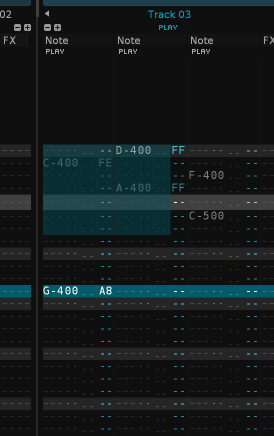 02 Track 03
PLAY
FX Note Note Note FX
PLAY PLAY PLAY
D-400 FF
C-400 FE
F-400
A-400 FF
C-500
G-400 A8